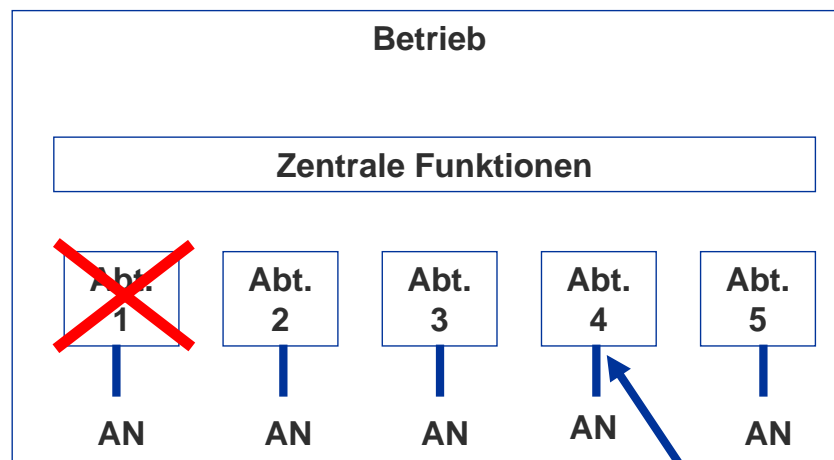 Betrieb
Zentrale Funktionen
Abt. Abt. Abt. Abt. Abt.
1 2 3 4 5
AN AN AN AN AN